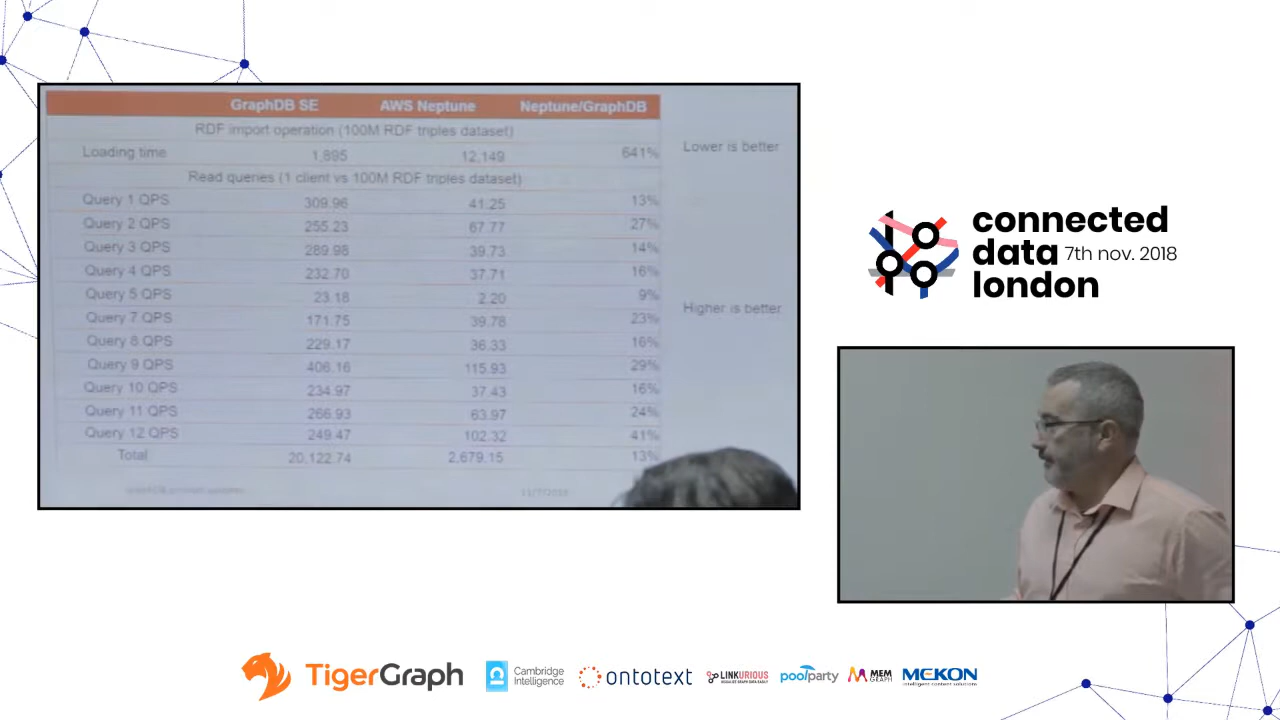 GraphDB SE AWS Neptune Neptune/GraphDB
RDF import operation (100M RDF triples dataset)
Loading time 1,895 12,149 641%
Lower is better
Read queries (1 client vs 100M RDF triples dataset)
Query 1 QPS 309.96 41.25 13%
Query 2 QPS 255.23 67.77 27%
Query 3 QPS 289.98 39.73 14%
Query 4 QPS 232.70 37.71 16%
Query 5 QPS 23.18 2.20 9%
Higher is better
Query 7 QPS 171.75 39.78 23%
Query 8 QPS 229.17 36.33 16%
Query 9 QPS 406.16 115.93 29%
Query 10 QPS 234.97 37.43 16%
Query 11 QPS 266.93 63.97 24%
Query 12 QPS 249.47 102.32 41%
Total 20,122.74 2,679.15 13%
connected
data 7th nov. 2018
london
TigerGraph
Cambridge
Intelligence
ontotext
LINKURIOUS
poolparty
MEM
GRAPH
MEKON
intelligent content solutions